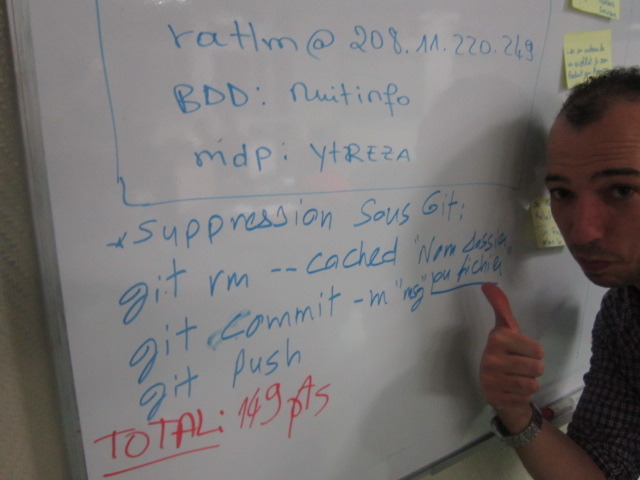 ratlm@ 208.11.220.249
BDD: nuitinfo
mdp: YtREZA
*Suppression Sous Git:
git rm --cached "Nom dossier"
ou fichier
git commit -m "msg"
git push
TOTAL: 149 pts